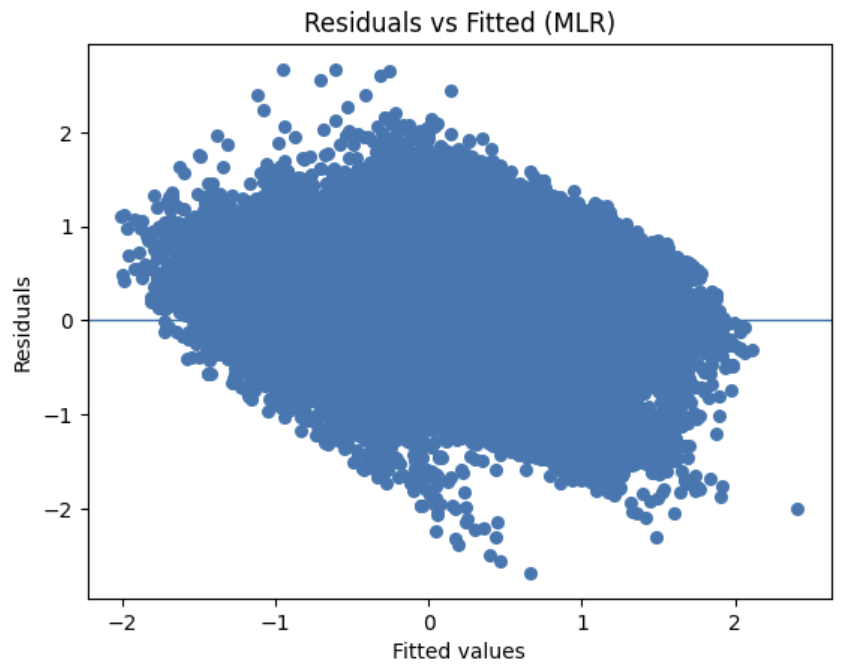 Residuals vs Fitted (MLR)
2
1
0
−1
−2
Residuals
−2 −1 0 1 2
Fitted values